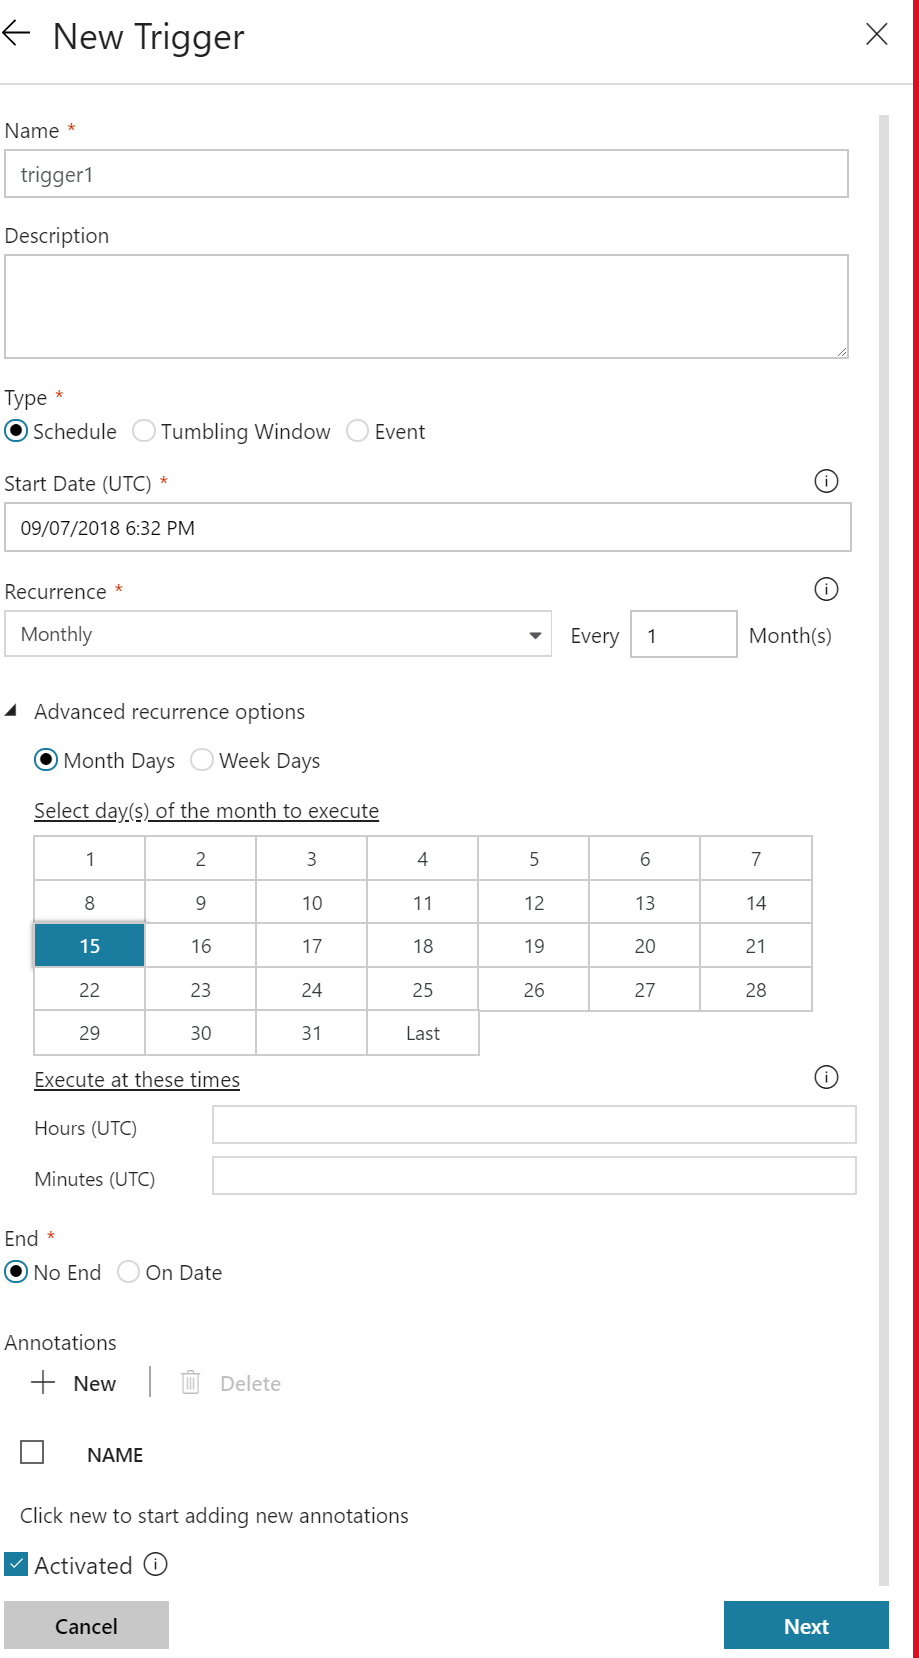 New Trigger
Name *
trigger1
Description
Type *
Schedule Tumbling Window Event
Start Date (UTC) *
09/07/2018 6:32 PM
Recurrence *
Monthly Every 1 Month(s)
Advanced recurrence options
Month Days Week Days
Select day(s) of the month to execute
1 2 3 4 5 6 7
8 9 10 11 12 13 14
15 16 17 18 19 20 21
22 23 24 25 26 27 28
29 30 31 Last
Execute at these times
Hours (UTC)
Minutes (UTC)
End *
No End On Date
Annotations
New Delete
NAME
Click new to start adding new annotations
Activated
Cancel Next